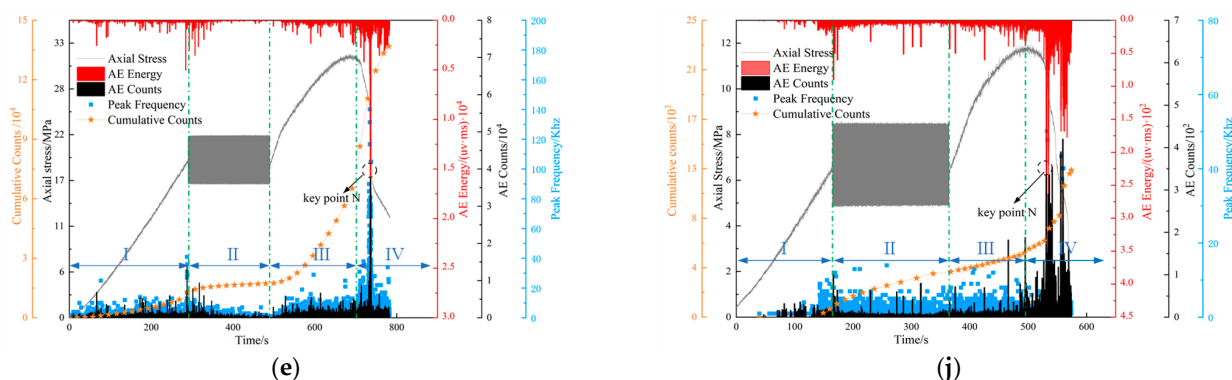 Cumulative Counts /10⁴
15
12
9
6
3
0
Axial stress/MPa
33
28
22
17
11
6
0
Axial Stress
AE Energy
AE Counts
Peak Frequency
Cumulative Counts
key point N
I
II
III
IV
0
200
400
600
800
Time/s
0.0
0.5
1.0
1.5
2.0
2.5
3.0
AE Energy/(uv·ms)·10⁴
8
7
6
5
4
3
2
1
0
AE Counts/10⁴
200
180
160
140
120
100
80
60
40
20
0
Peak Frequency/Khz
(e)
Cumulative Counts/10³
25
21
17
13
8
4
0
Axial stress/MPa
12
10
8
6
4
2
0
Axial Stress
AE Energy
AE Counts
Peak Frequency
Cumulative Counts
key point N
I
II
III
IV
0
100
200
300
400
500
600
Time/s
0.0
0.5
1.0
1.5
2.0
2.5
3.0
3.5
4.0
4.5
AE Energy/(uv·ms)·10²
7
6
5
4
3
2
1
0
AE Counts/10²
80
60
40
20
0
Peak Frequency/Khz
(j)